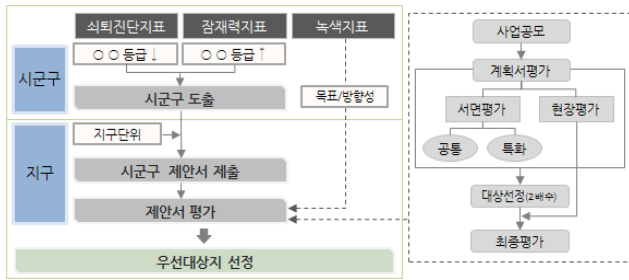 쇠퇴진단지표
잠재력지표
녹색지표
○ ○ 등급 ↓
○ ○ 등급 ↑
시군구
시군구 도출
목표/방향성
지구단위
지구
시군구 제안서 제출
제안서 평가
우선대상지 선정
사업공모
계획서평가
서면평가
현장평가
공통
특화
대상선정(2배수)
최종평가